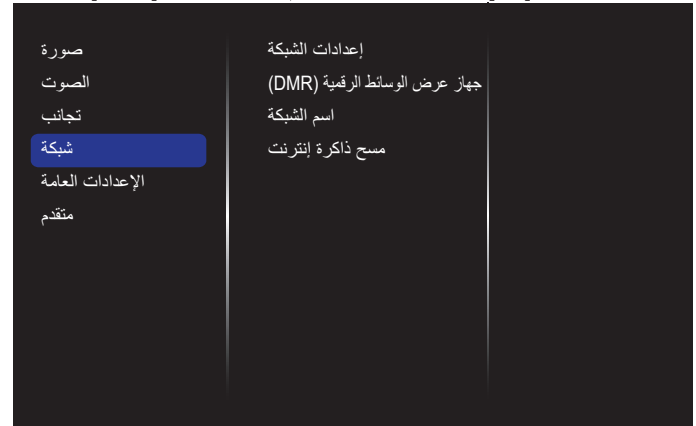 صورة
الصوت
تجانب
شبكة
الإعدادات العامة
متقدم
إعدادات الشبكة
جهاز عرض الوسائط الرقمية (DMR)
اسم الشبكة
مسح ذاكرة إنترنت